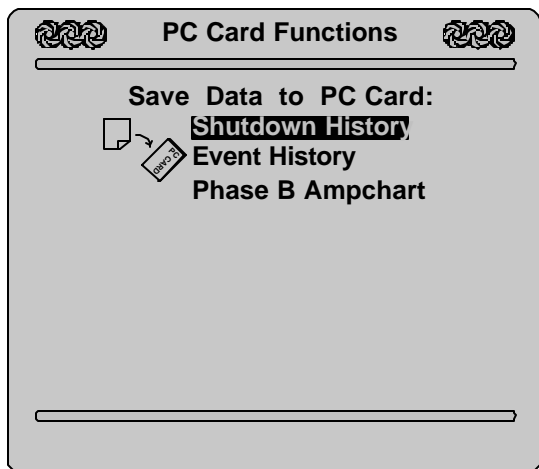 PC Card Functions
Save Data to PC Card:
Shutdown History
Event History
Phase B Ampchart
PC CARD